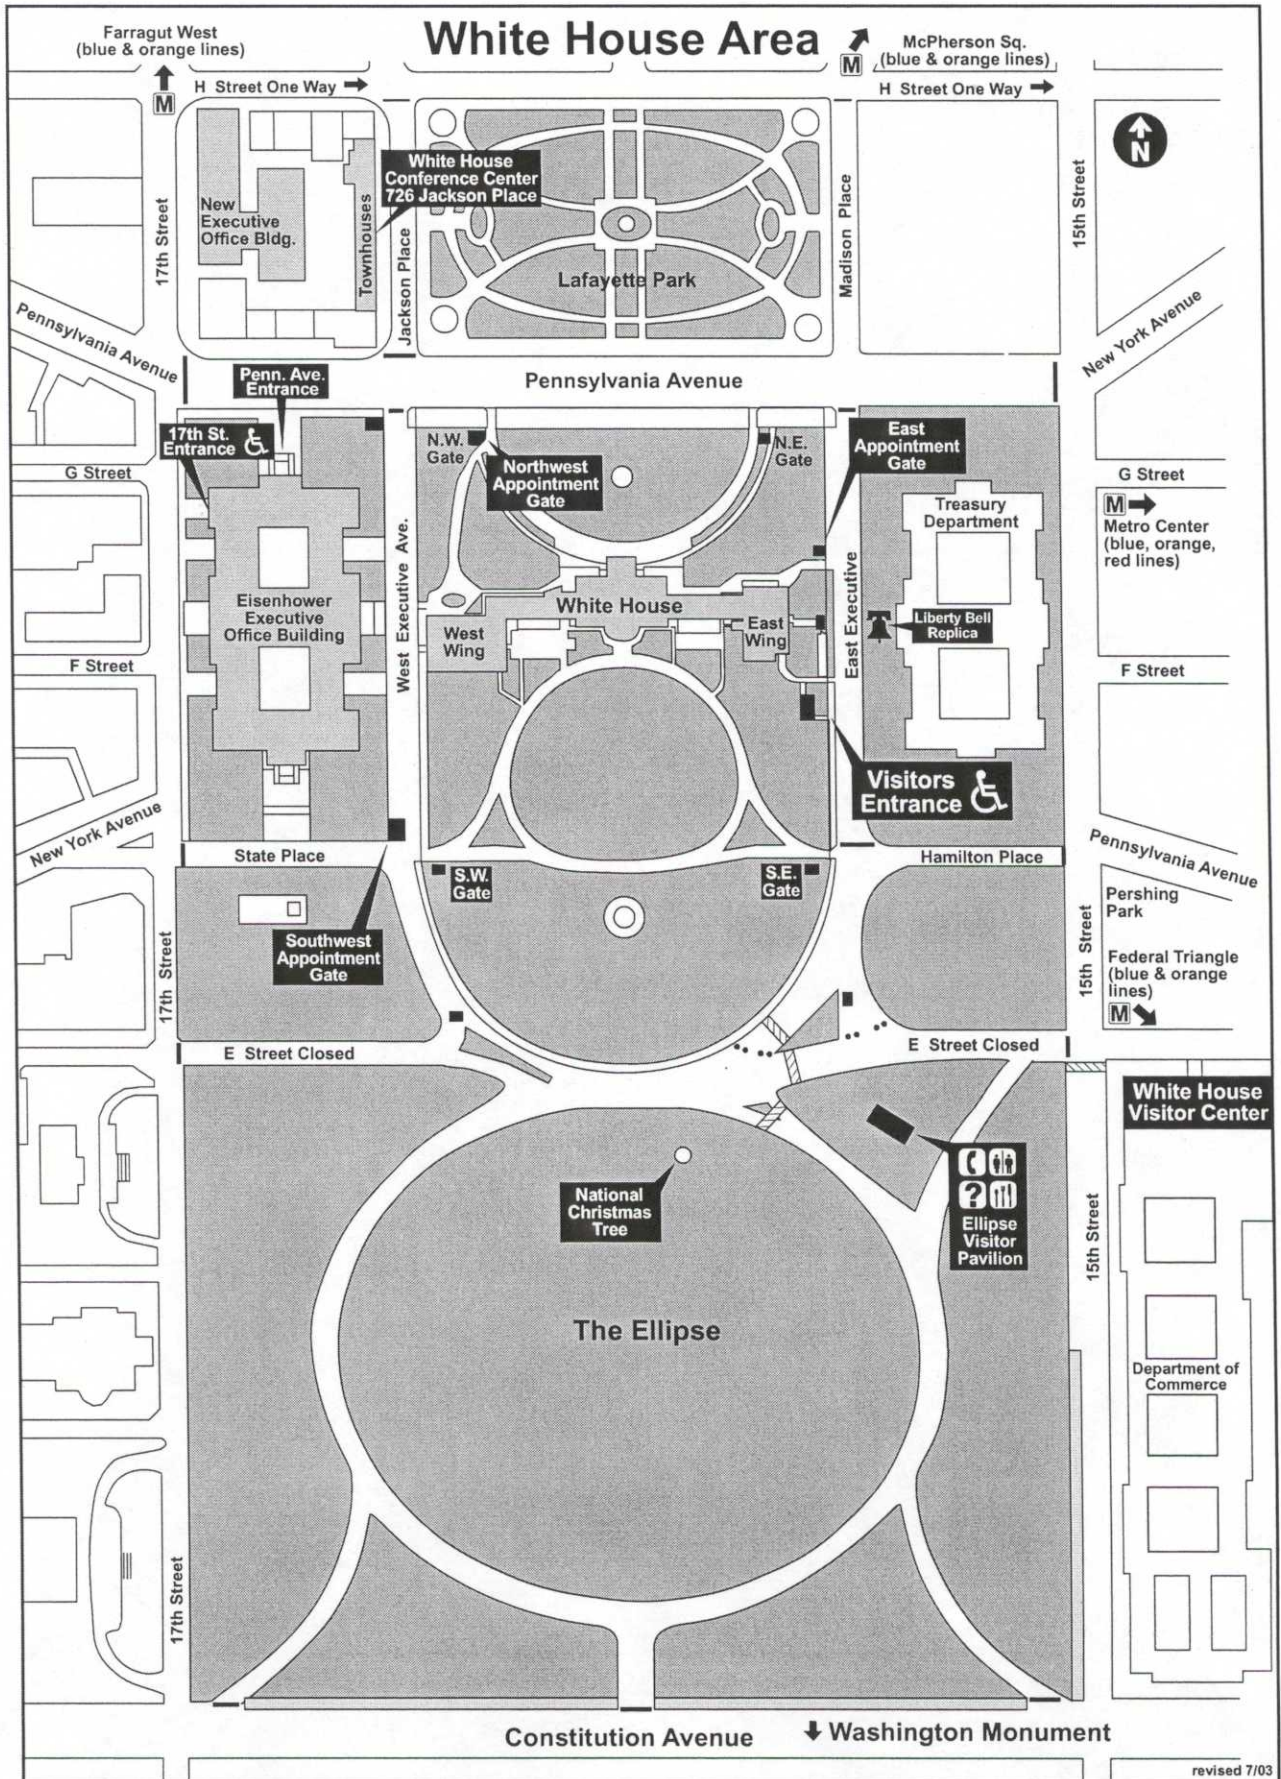 White House Area
Farragut West
(blue & orange lines)
M
McPherson Sq.
(blue & orange lines)
M
H Street One Way
H Street One Way
N
17th Street
New
Executive
Office Bldg.
Townhouses
White House
Conference Center
726 Jackson Place
Jackson Place
Lafayette Park
Madison Place
15th Street
New York Avenue
Pennsylvania Avenue
Pennsylvania Avenue
Penn. Ave.
Entrance
17th St.
Entrance
G Street
N.W.
Gate
Northwest
Appointment
Gate
N.E.
Gate
East
Appointment
Gate
G Street
M
Metro Center
(blue, orange,
red lines)
Treasury
Department
West Executive Ave.
East Executive
Eisenhower
Executive
Office Building
White House
West
Wing
East
Wing
Liberty Bell
Replica
F Street
F Street
Visitors
Entrance
New York Avenue
State Place
Hamilton Place
Pennsylvania Avenue
S.W.
Gate
S.E.
Gate
Pershing
Park
Southwest
Appointment
Gate
17th Street
15th Street
Federal Triangle
(blue & orange
lines)
M
E Street Closed
E Street Closed
White House
Visitor Center
National
Christmas
Tree
?
Ellipse
Visitor
Pavilion
15th Street
The Ellipse
Department of
Commerce
17th Street
Constitution Avenue
Washington Monument
revised 7/03